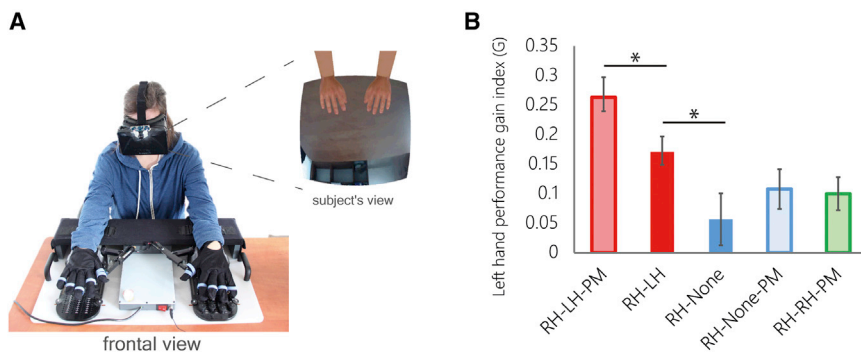 A
subject's view
frontal view
B
Left hand performance gain index (G)
0.35
0.3
0.25
0.2
0.15
0.1
0.05
0
*
*
RH-LH-PM
RH-LH
RH-None
RH-None-PM
RH-RH-PM